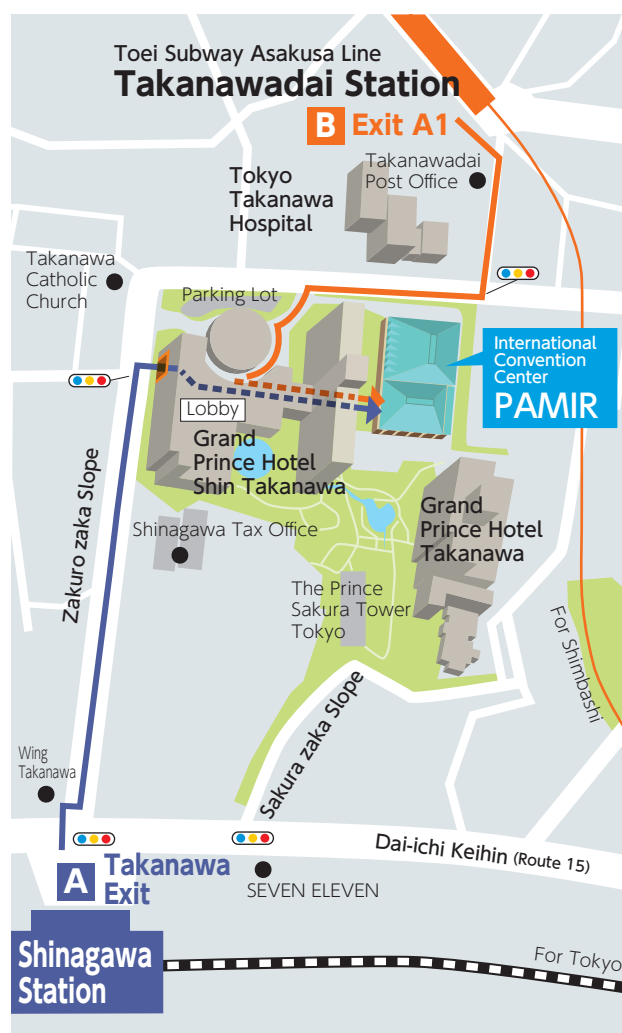 Toei Subway Asakusa Line
Takanawadai Station
B Exit A1
Takanawadai
Post Office
Tokyo
Takanawa
Hospital
Takanawa
Catholic
Church
Parking Lot
International
Convention
Center
PAMIR
Lobby
Grand
Prince Hotel
Shin Takanawa
Grand
Prince Hotel
Takanawa
Shinagawa Tax Office
Zakuro zaka Slope
The Prince
Sakura Tower
Tokyo
For Shimbashi
Sakura zaka Slope
Wing
Takanawa
Dai-ichi Keihin (Route 15)
A Takanawa
Exit
SEVEN ELEVEN
Shinagawa
Station
For Tokyo